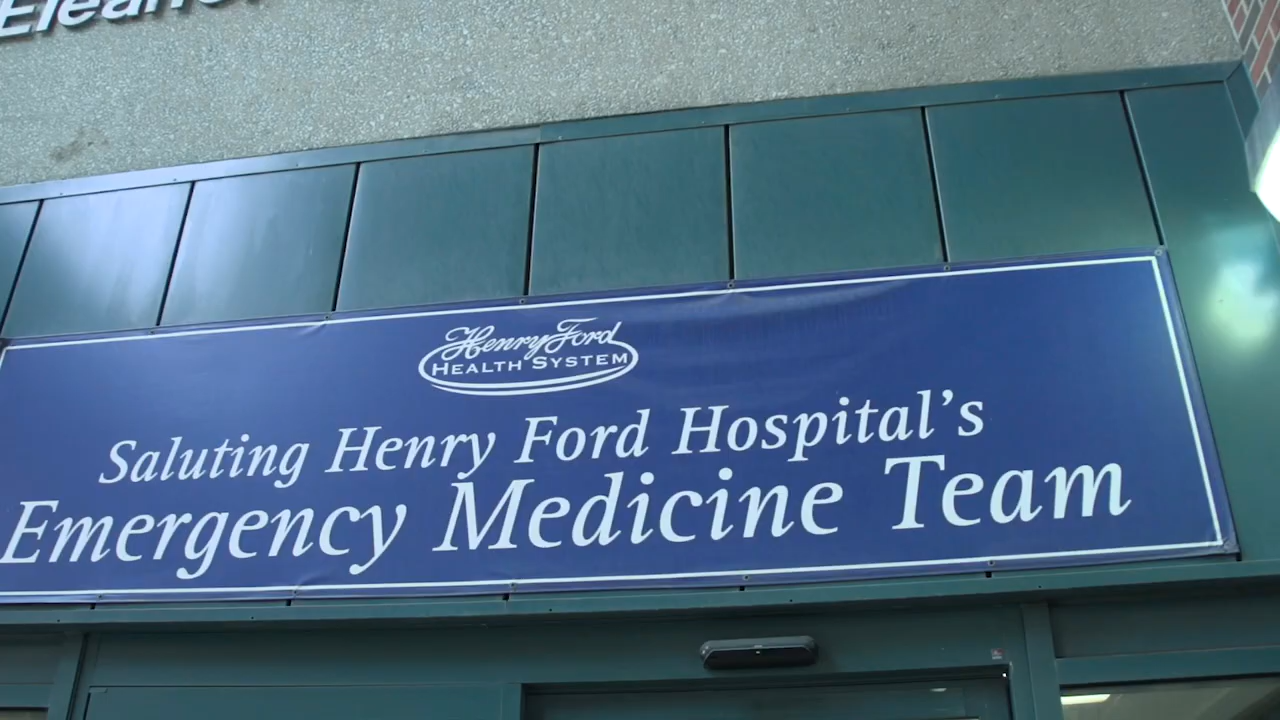 Henry Ford
HEALTH SYSTEM
Saluting Henry Ford Hospital's
Emergency Medicine Team